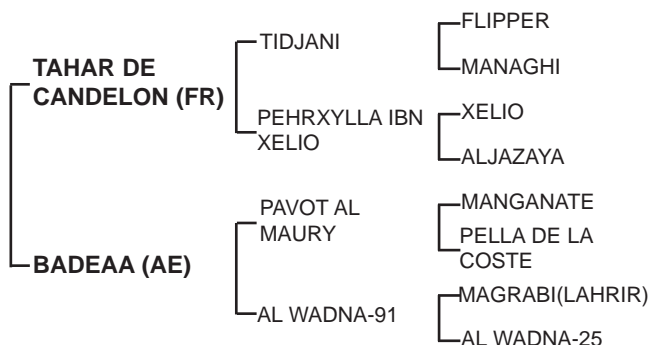 FLIPPER
TIDJANI
MANAGHI
TAHAR DE
CANDELON (FR)
PEHRXYLLA IBN
XELIO
XELIO
ALJAZAYA
MANGANATE
PAVOT AL
MAURY
PELLA DE LA
COSTE
BADEAA (AE)
MAGRABI(LAHRIR)
AL WADNA-91
AL WADNA-25